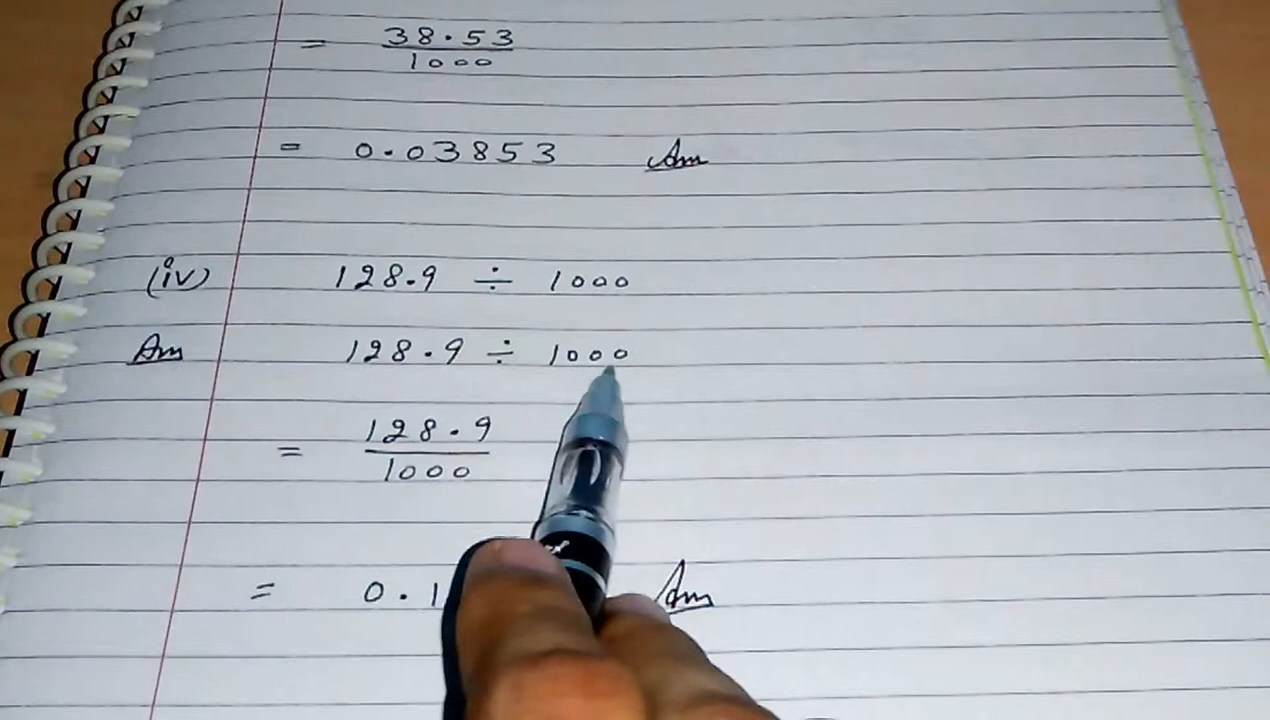 = 38.53
1000
= 0.03853 Ans
(iv) 128.9 ÷ 1000
Ans 128.9 ÷ 1000
= 128.9
1000
= 0.1 Ans